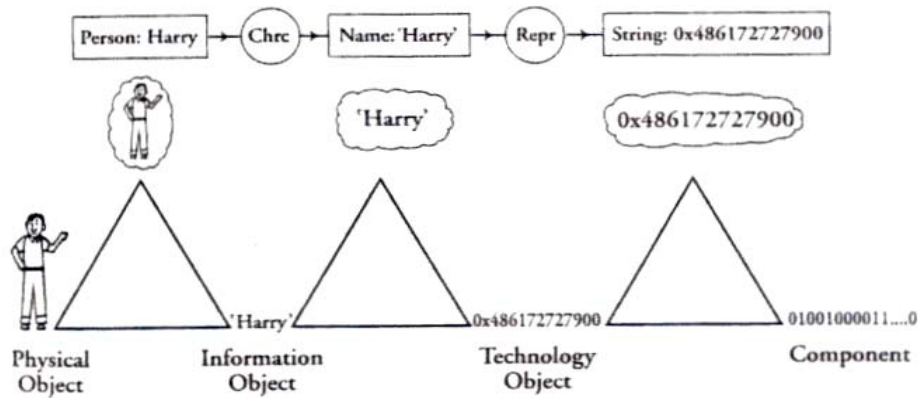 Person: Harry
Chrc
Name: 'Harry'
Repr
String: 0x486172727900
'Harry'
0x486172727900
'Harry'
0x486172727900
01001000011....0
Physical
Object
Information
Object
Technology
Object
Component